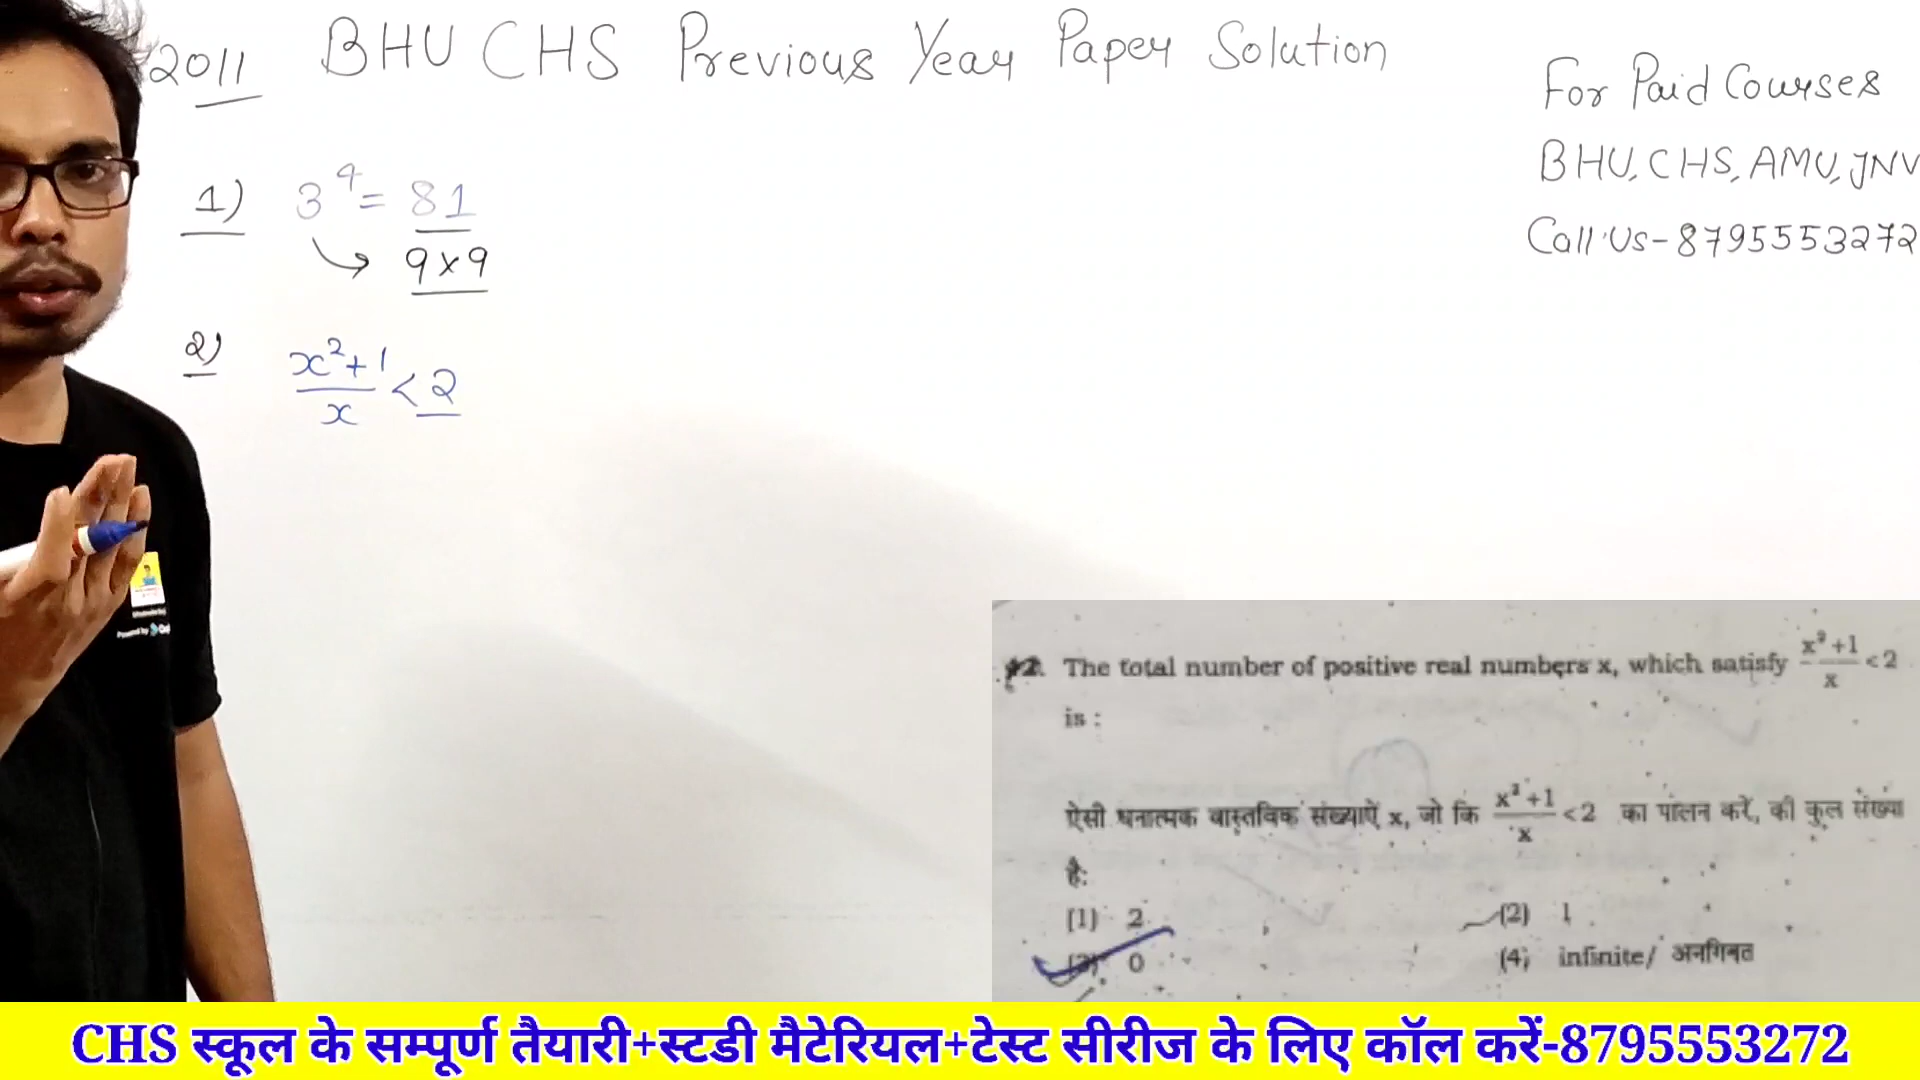 2011 BHU CHS Previous Year Paper Solution
For Paid Courses
BHU, CHS, AMU, JNV
Call Us-8795553272
1) 3⁴ = 81
9×9
2) x²+1/x < 2
2. The total number of positive real numbers x, which satisfy x²+1/x <2
is :
ऐसी धनात्मक वास्तविक संख्याऐं x, जो कि x²+1/x <2 का पालन करें, की कुल संख्या
है:
(1) 2 (2) 1
(3) 0 (4) infinite/ अनगिनत
Powered by
CHS स्कूल के सम्पूर्ण तैयारी+स्टडी मैटेरियल+टेस्ट सीरीज के लिए कॉल करें-8795553272